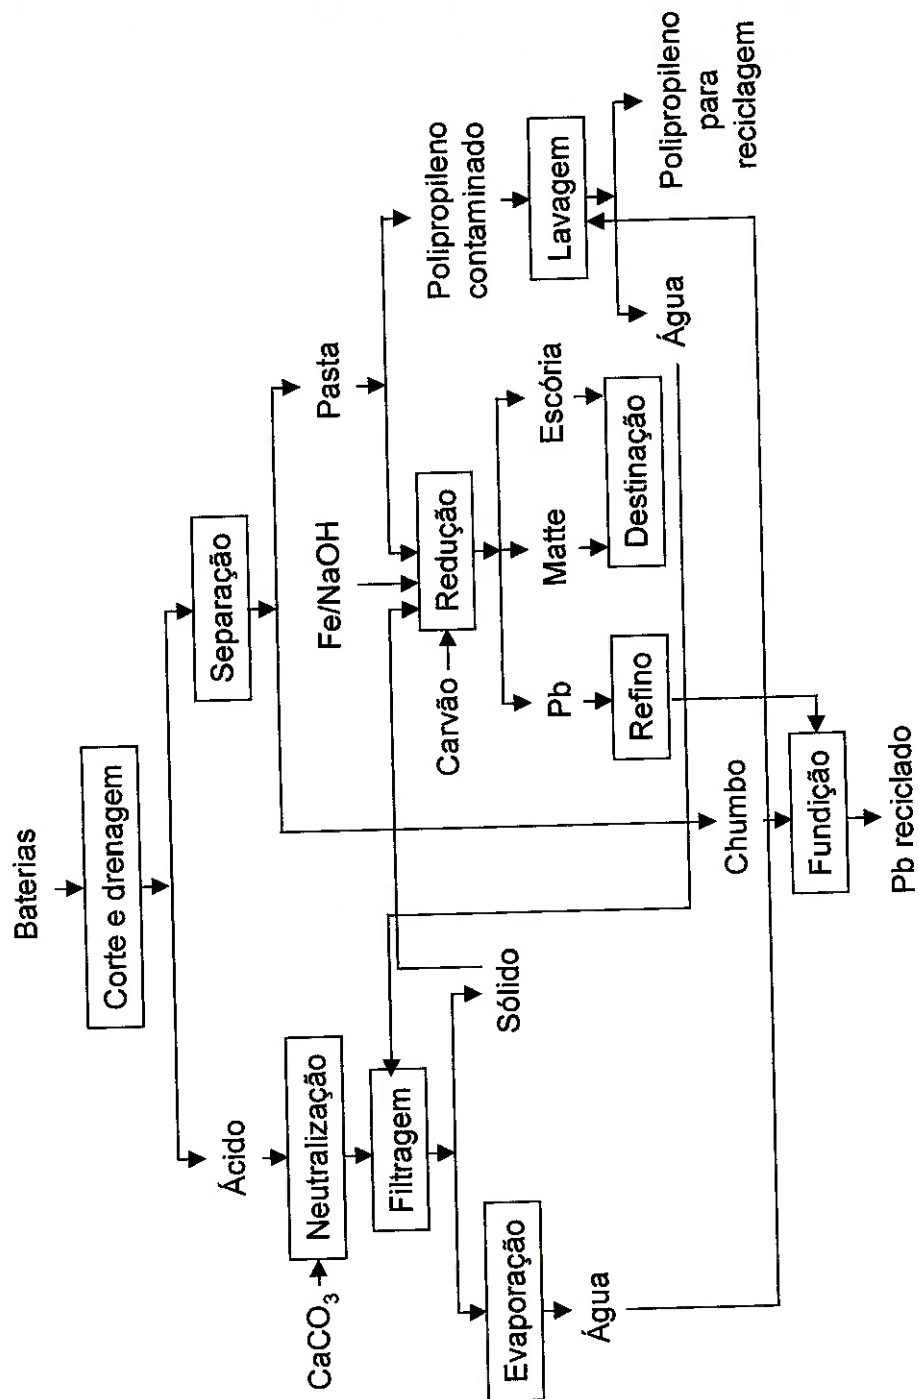 Baterias
Corte e drenagem
Ácido
Separação
CaCO3
Neutralização
Fe/NaOH
Pasta
Filtragem
Carvão
Redução
Polipropileno
contaminado
Evaporação
Sólido
Pb
Matte
Escória
Lavagem
Água
Refino
Destinação
Água
Polipropileno
para
reciclagem
Chumbo
Fundição
Pb reciclado